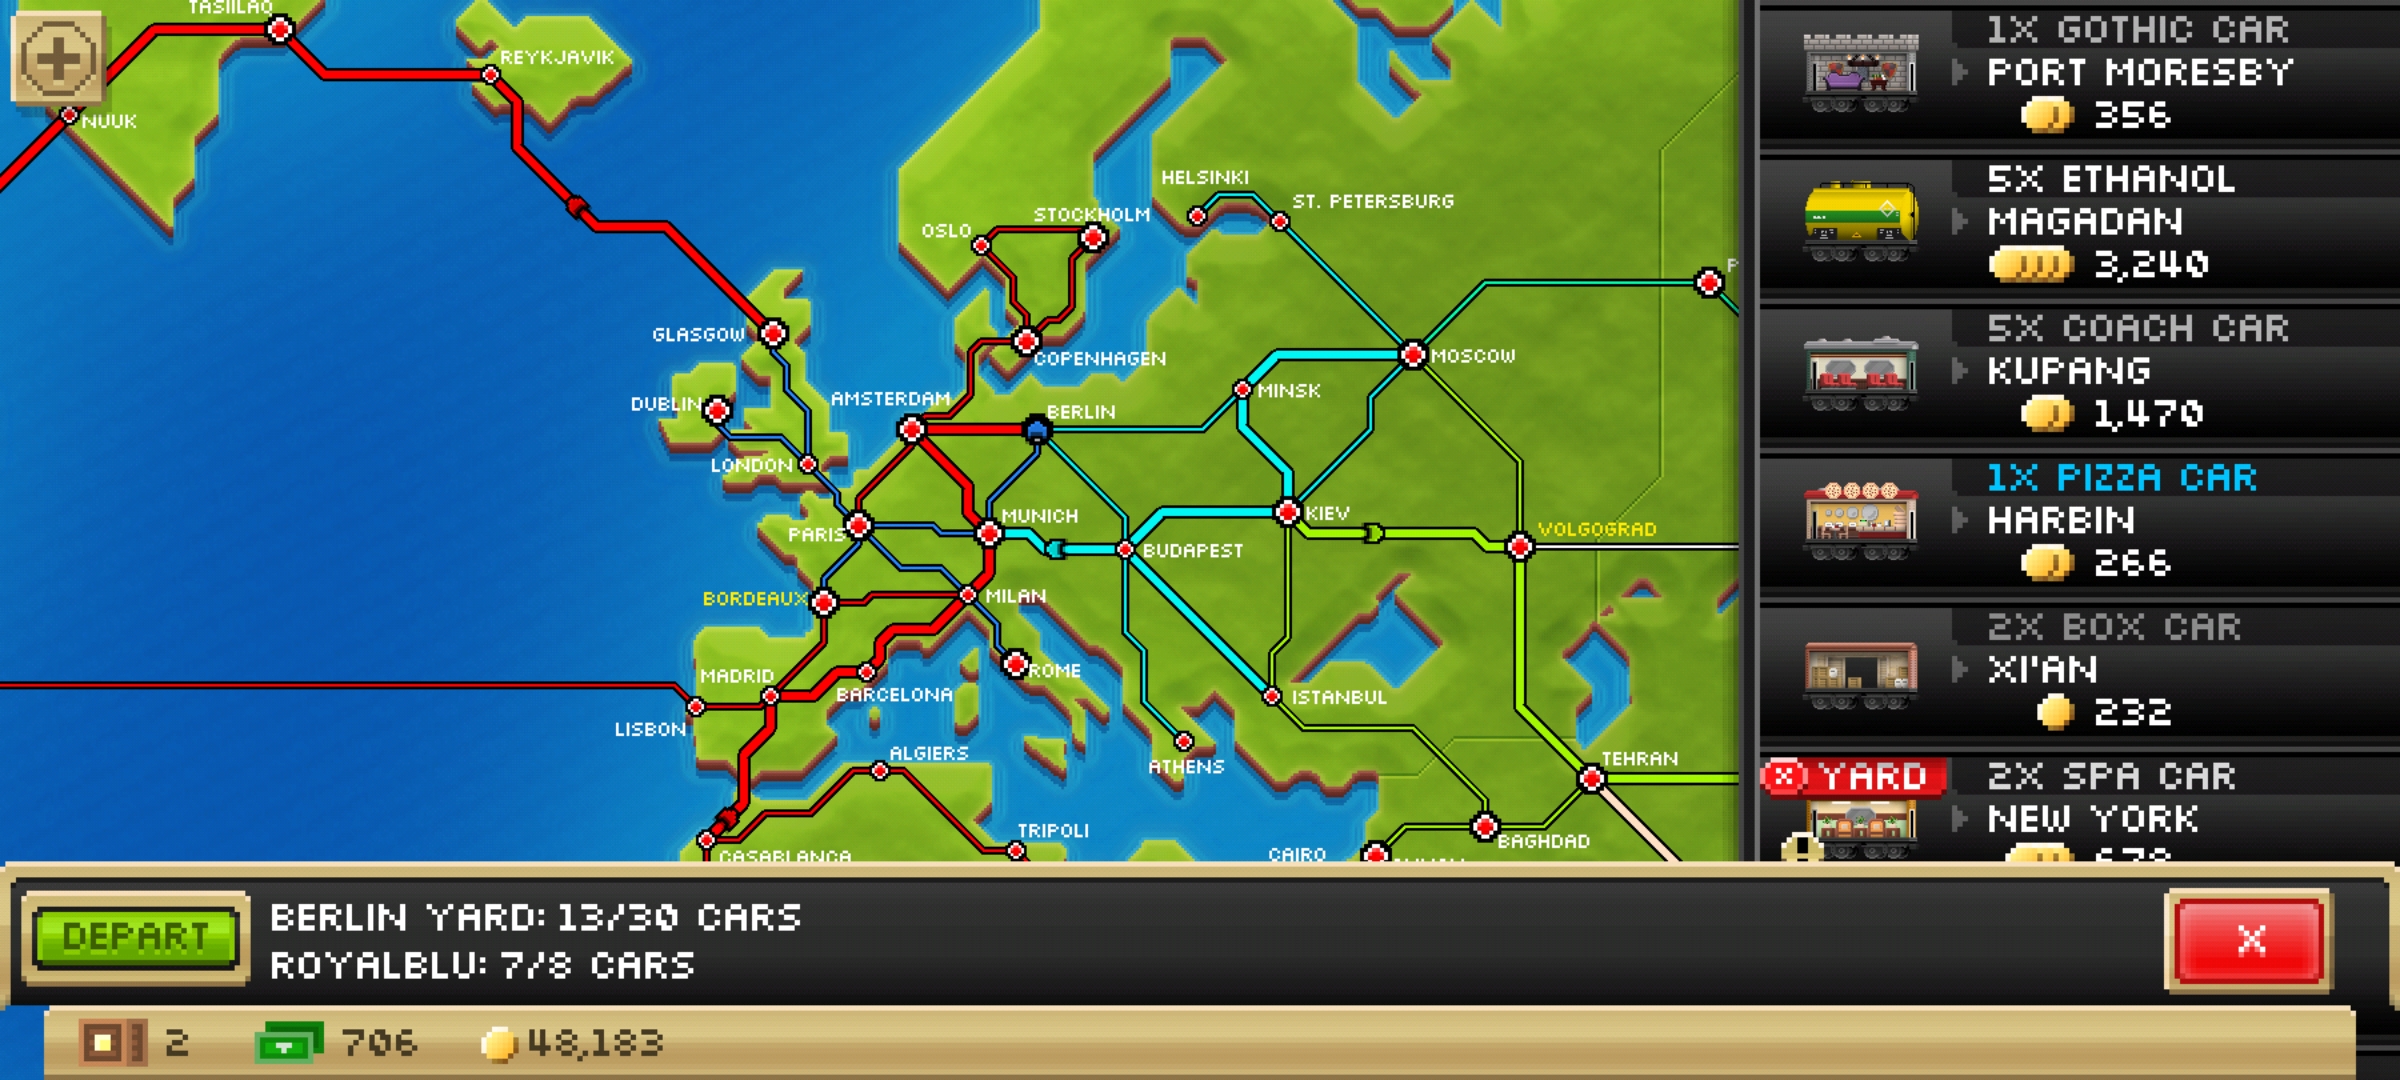 TASIILAQ
REYKJAVIK
NUUK
HELSINKI
ST. PETERSBURG
STOCKHOLM
OSLO
GLASGOW
COPENHAGEN
MOSCOW
AMSTERDAM
BERLIN
MINSK
DUBLIN
LONDON
PARIS
MUNICH
KIEV
BUDAPEST
VOLGOGRAD
BORDEAUX
MILAN
MADRID
BARCELONA
ROME
ISTANBUL
LISBON
ALGIERS
ATHENS
TEHRAN
TRIPOLI
CASABLANCA
CAIRO
BAGHDAD
1X GOTHIC CAR
PORT MORESBY
356
5X ETHANOL
MAGADAN
3,240
5X COACH CAR
KUPANG
1,470
1X PIZZA CAR
HARBIN
266
2X BOX CAR
XI'AN
232
X YARD
2X SPA CAR
NEW YORK
678
DEPART
BERLIN YARD: 13/30 CARS
ROYALBLU: 7/8 CARS
X
2
706
48,183